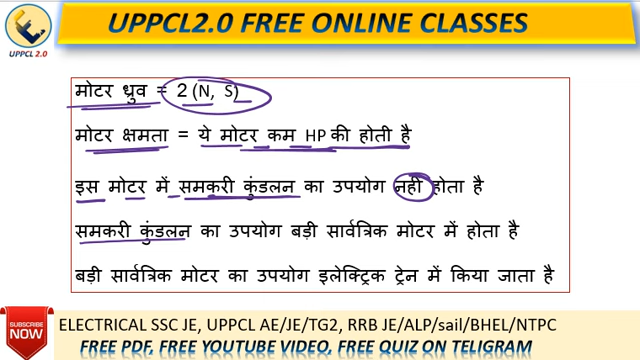 UPPCL2.0 FREE ONLINE CLASSES
UPPCL 2.0
मोटर ध्रुव = 2 (N, S)
मोटर क्षमता = ये मोटर कम HP की होती है
इस मोटर में समकरी कुंडलन का उपयोग नही होता है
समकरी कुंडलन का उपयोग बड़ी सार्वत्रिक मोटर में होता है
बड़ी सार्वत्रिक मोटर का उपयोग इलेक्ट्रिक ट्रेन में किया जाता है
SUBSCRIBE
NOW
ELECTRICAL SSC JE, UPPCL AE/JE/TG2, RRB JE/ALP/sail/BHEL/NTPC
FREE PDF, FREE YOUTUBE VIDEO, FREE QUIZ ON TELIGRAM